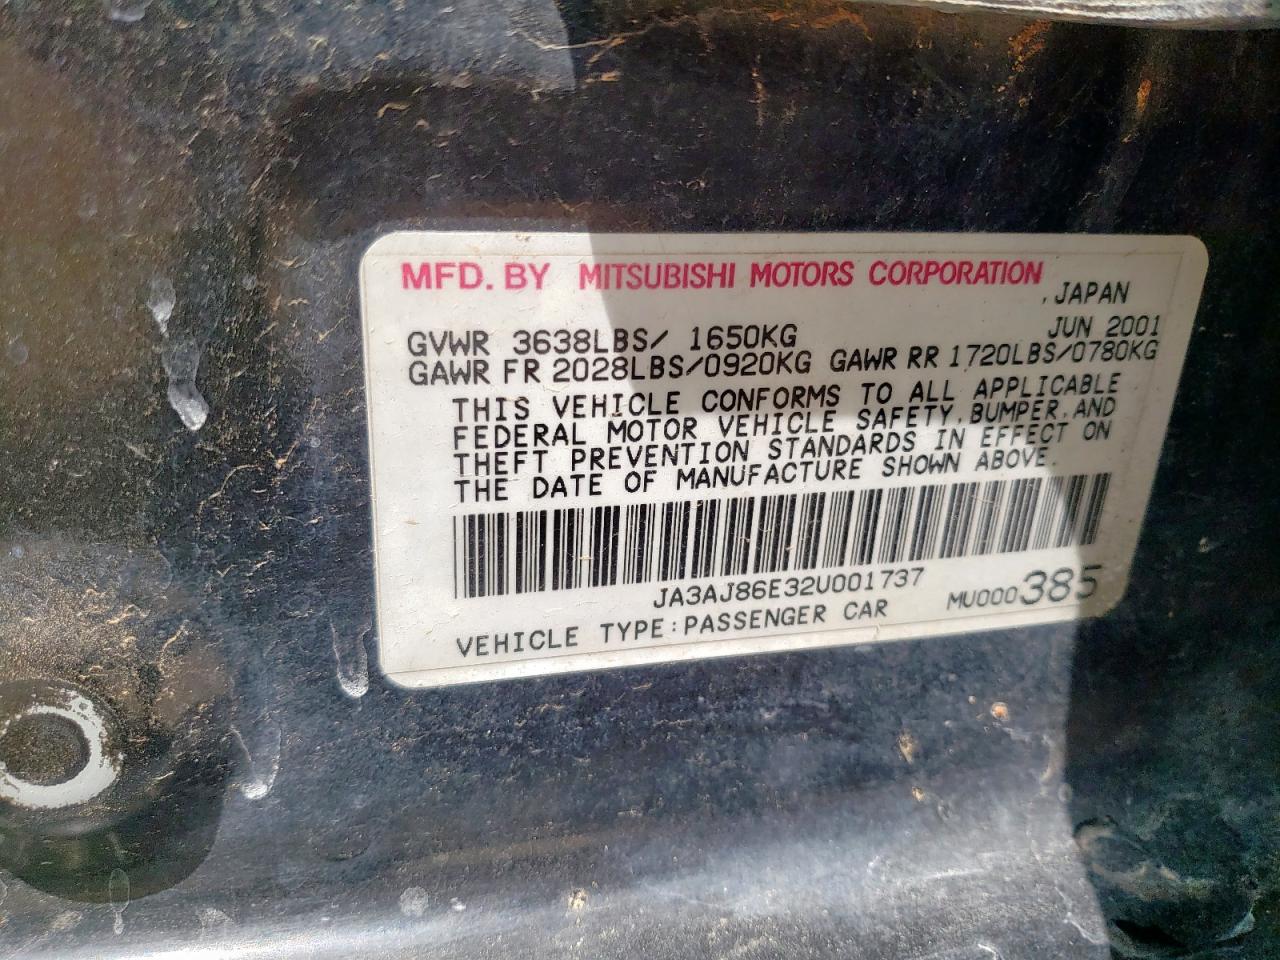 MFD. BY MITSUBISHI MOTORS CORPORATION
, JAPAN
GVWR 3638LBS/ 1650KG JUN 2001
GAWR FR 2028LBS/0920KG GAWR RR 1720LBS/0780KG
THIS VEHICLE CONFORMS TO ALL APPLICABLE
FEDERAL MOTOR VEHICLE SAFETY, BUMPER, AND
THEFT PREVENTION STANDARDS IN EFFECT ON
THE DATE OF MANUFACTURE SHOWN ABOVE.
JA3AJ86E32U001737
VEHICLE TYPE: PASSENGER CAR MU000385